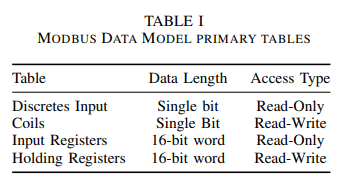 TABLE I
MODBUS DATA MODEL PRIMARY TABLES
Table Data Length Access Type
Discretes Input Single bit Read-Only
Coils Single Bit Read-Write
Input Registers 16-bit word Read-Only
Holding Registers 16-bit word Read-Write